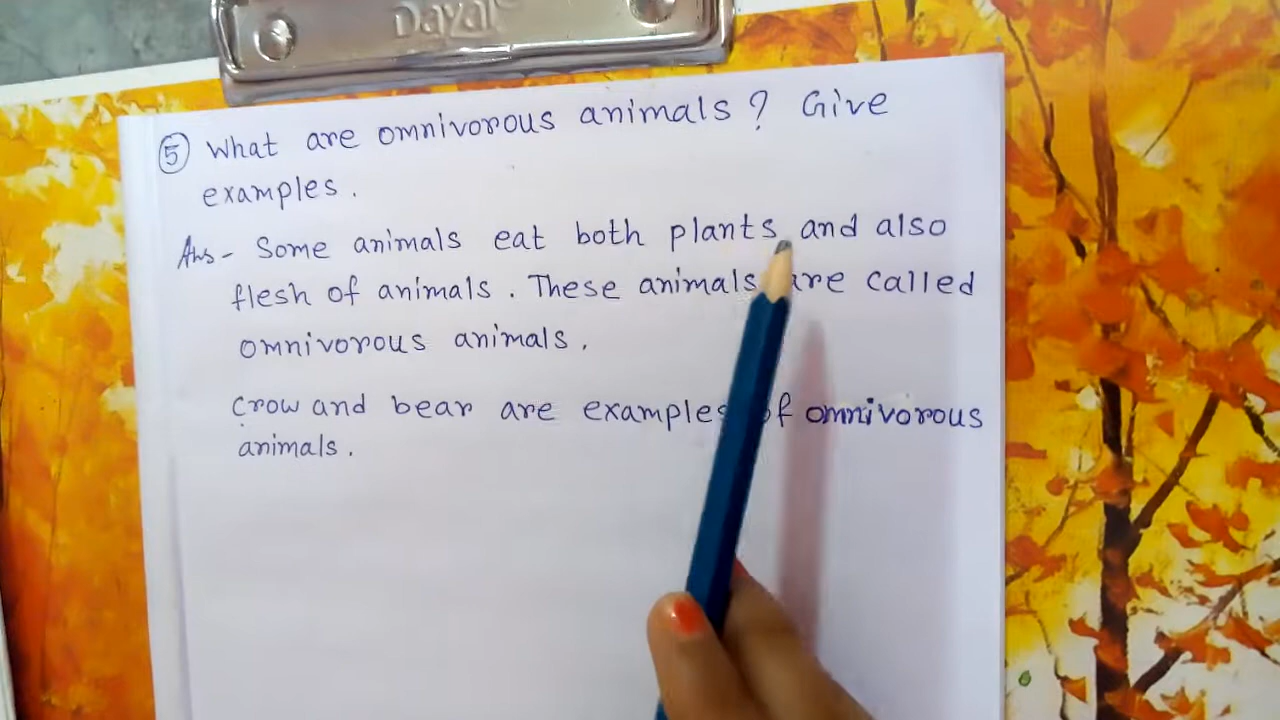 Dayal
⑤ What are omnivorous animals? Give
examples.
Ans- Some animals eat both plants and also
flesh of animals. These animals are called
omnivorous animals.
crow and bear are examples of omnivorous
animals.